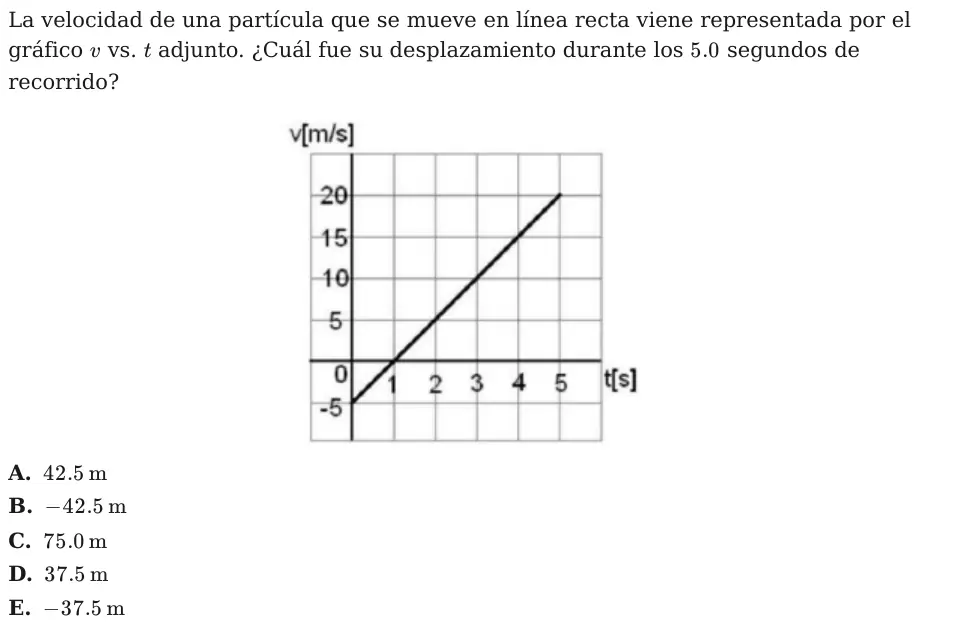 La velocidad de una partícula que se mueve en línea recta viene representada por el
gráfico v vs. t adjunto. ¿Cuál fue su desplazamiento durante los 5.0 segundos de
recorrido?
v[m/s]
20
15
10
5
0
1 2 3 4 5 t[s]
-5
A. 42.5 m
B. −42.5 m
C. 75.0 m
D. 37.5 m
E. −37.5 m